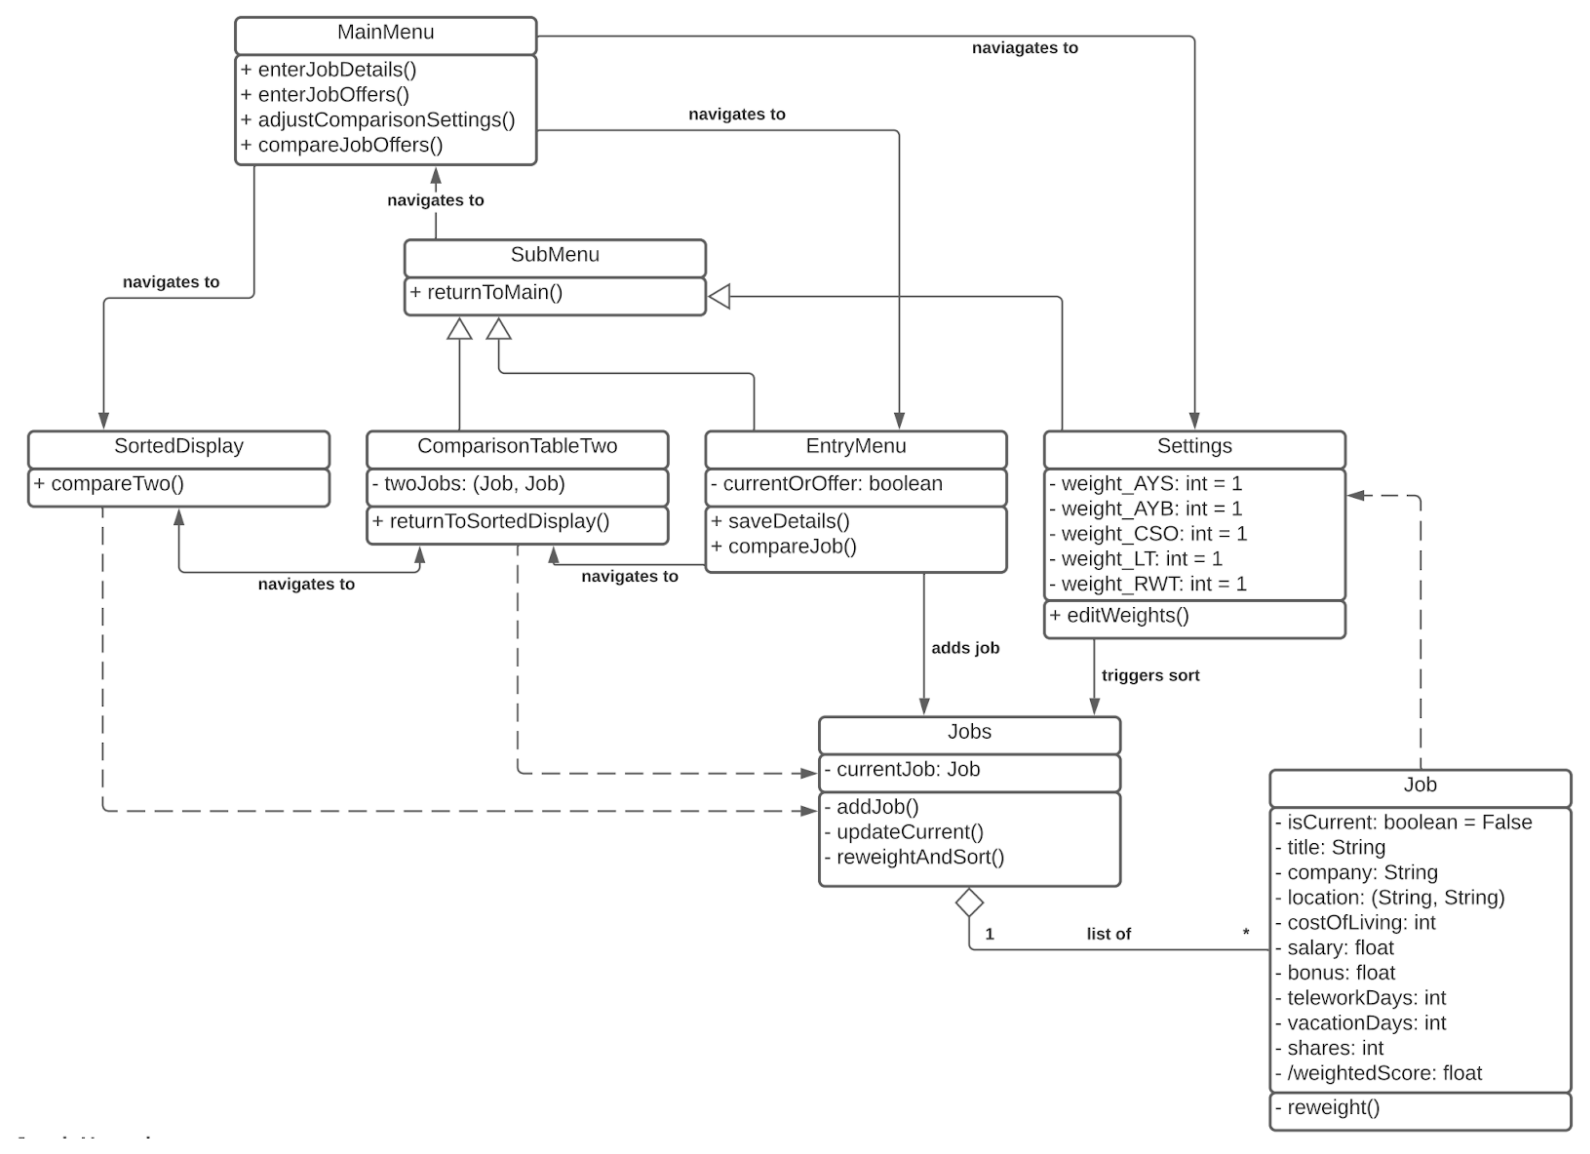 MainMenu
+ enterJobDetails()
+ enterJobOffers()
+ adjustComparisonSettings()
+ compareJobOffers()
naviagates to
navigates to
navigates to
navigates to
SubMenu
+ returnToMain()
SortedDisplay
+ compareTwo()
ComparisonTableTwo
- twoJobs: (Job, Job)
+ returnToSortedDisplay()
EntryMenu
- currentOrOffer: boolean
+ saveDetails()
+ compareJob()
Settings
- weight_AYS: int = 1
- weight_AYB: int = 1
- weight_CSO: int = 1
- weight_LT: int = 1
- weight_RWT: int = 1
+ editWeights()
navigates to
navigates to
adds job
triggers sort
Jobs
- currentJob: Job
- addJob()
- updateCurrent()
- reweightAndSort()
1
list of
*
Job
- isCurrent: boolean = False
- title: String
- company: String
- location: (String, String)
- costOfLiving: int
- salary: float
- bonus: float
- teleworkDays: int
- vacationDays: int
- shares: int
- /weightedScore: float
- reweight()